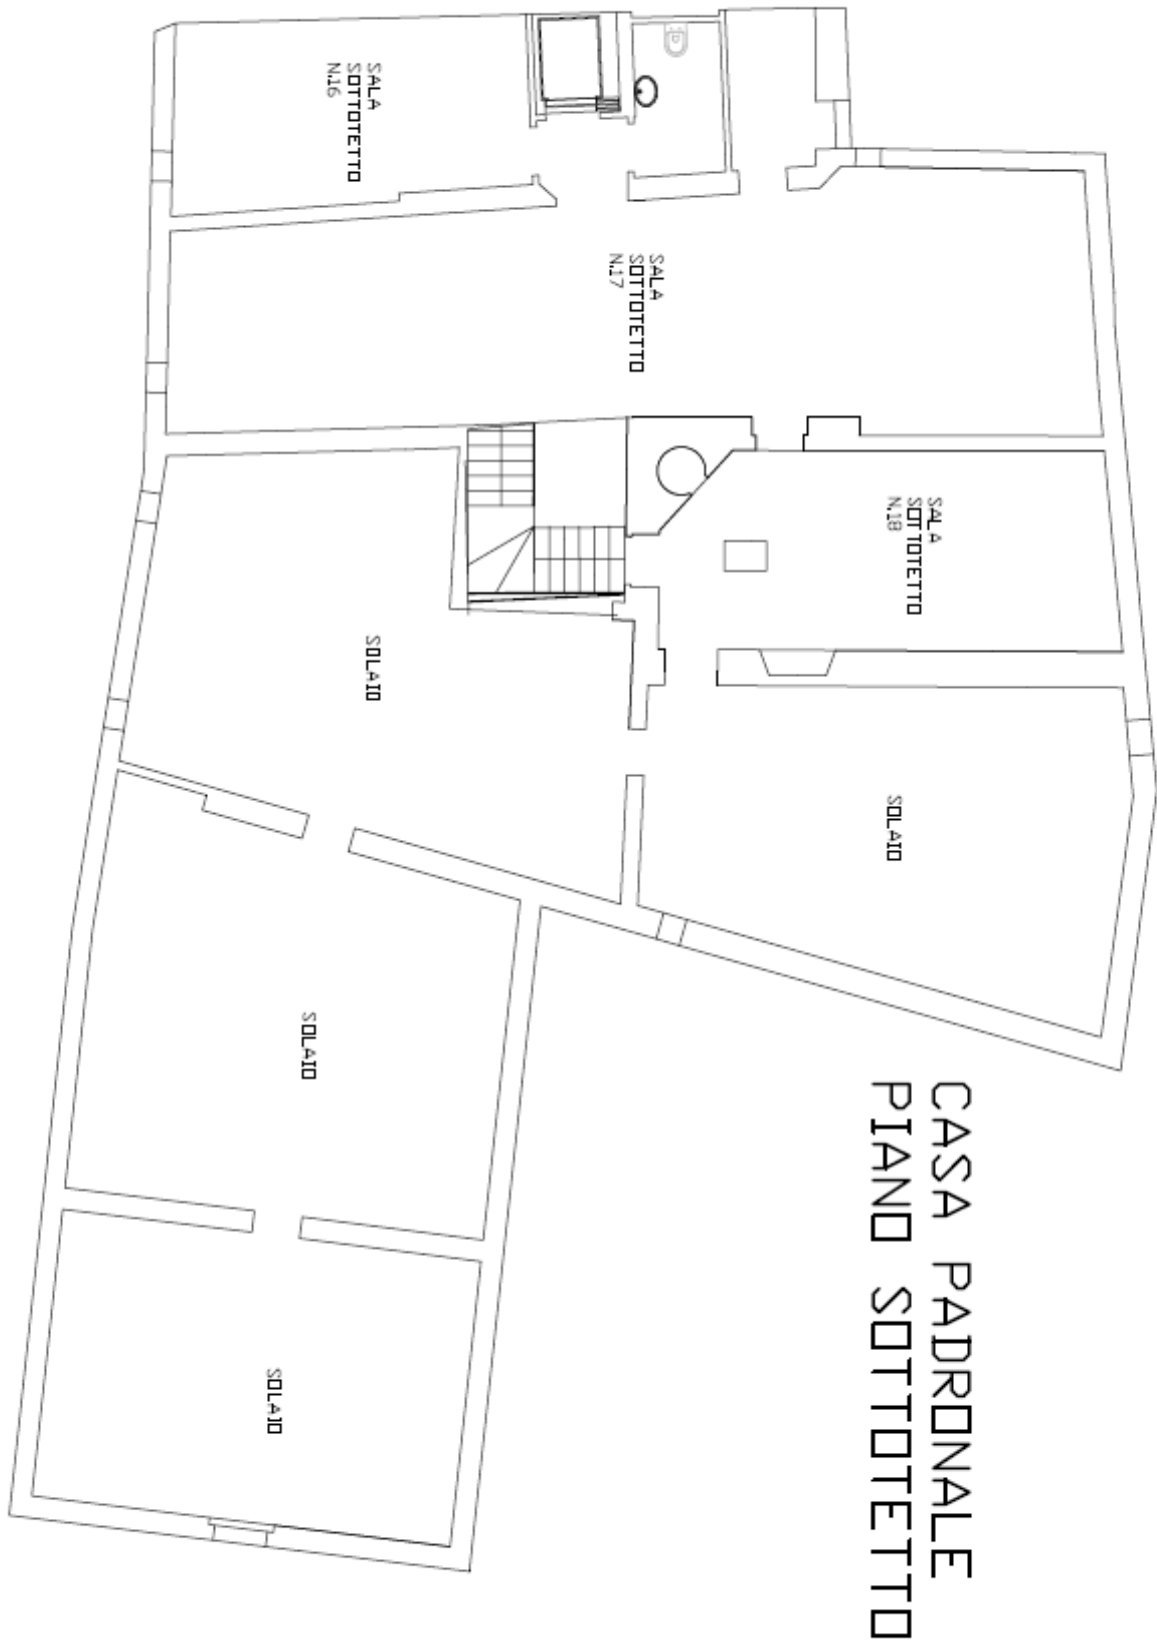 SALA
SOTTOTETTO
N.16
SALA
SOTTOTETTO
N.17
SALA
SOTTOTETTO
N.18
SOLAIO
SOLAIO
SOLAIO
SOLAIO
CASA PADRONALE
PIANO SOTTOTETTO